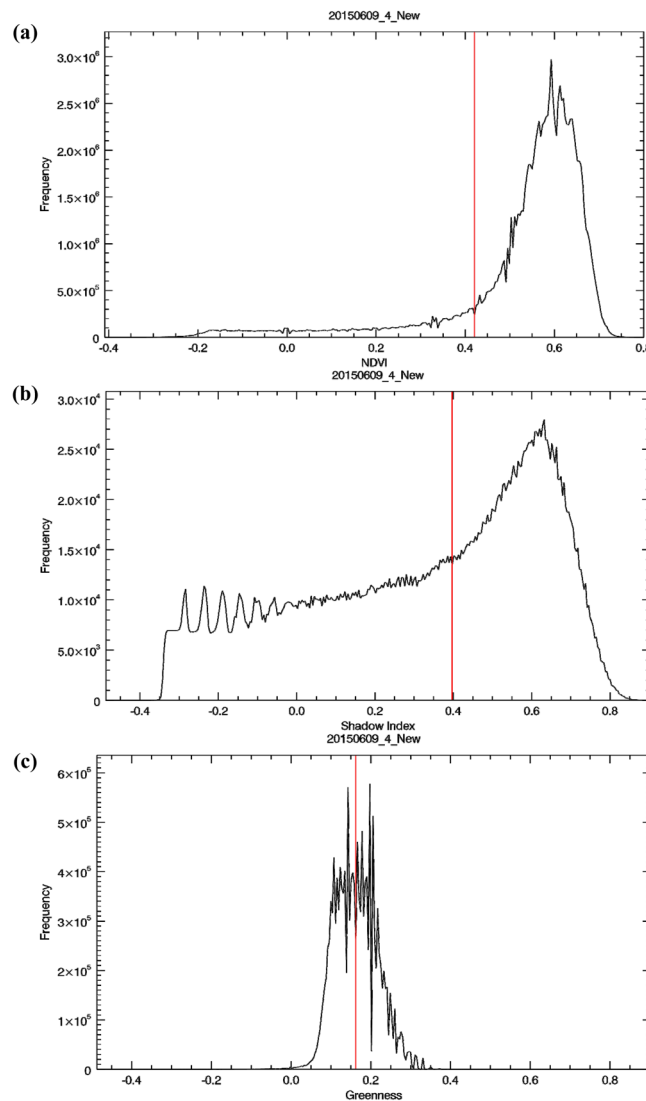 (a)
20150609_4_New
3.0×10⁶
2.5×10⁶
2.0×10⁶
1.5×10⁶
1.0×10⁶
5.0×10⁵
0
Frequency
-0.4 -0.2 0.0 0.2 0.4 0.6 0.8
NDVI
(b)
20150609_4_New
3.0×10⁴
2.5×10⁴
2.0×10⁴
1.5×10⁴
1.0×10⁴
5.0×10³
0
Frequency
-0.4 -0.2 0.0 0.2 0.4 0.6 0.8
Shadow Index
(c)
20150609_4_New
6×10⁵
5×10⁵
4×10⁵
3×10⁵
2×10⁵
1×10⁵
0
Frequency
-0.4 -0.2 0.0 0.2 0.4 0.6 0.8
Greenness